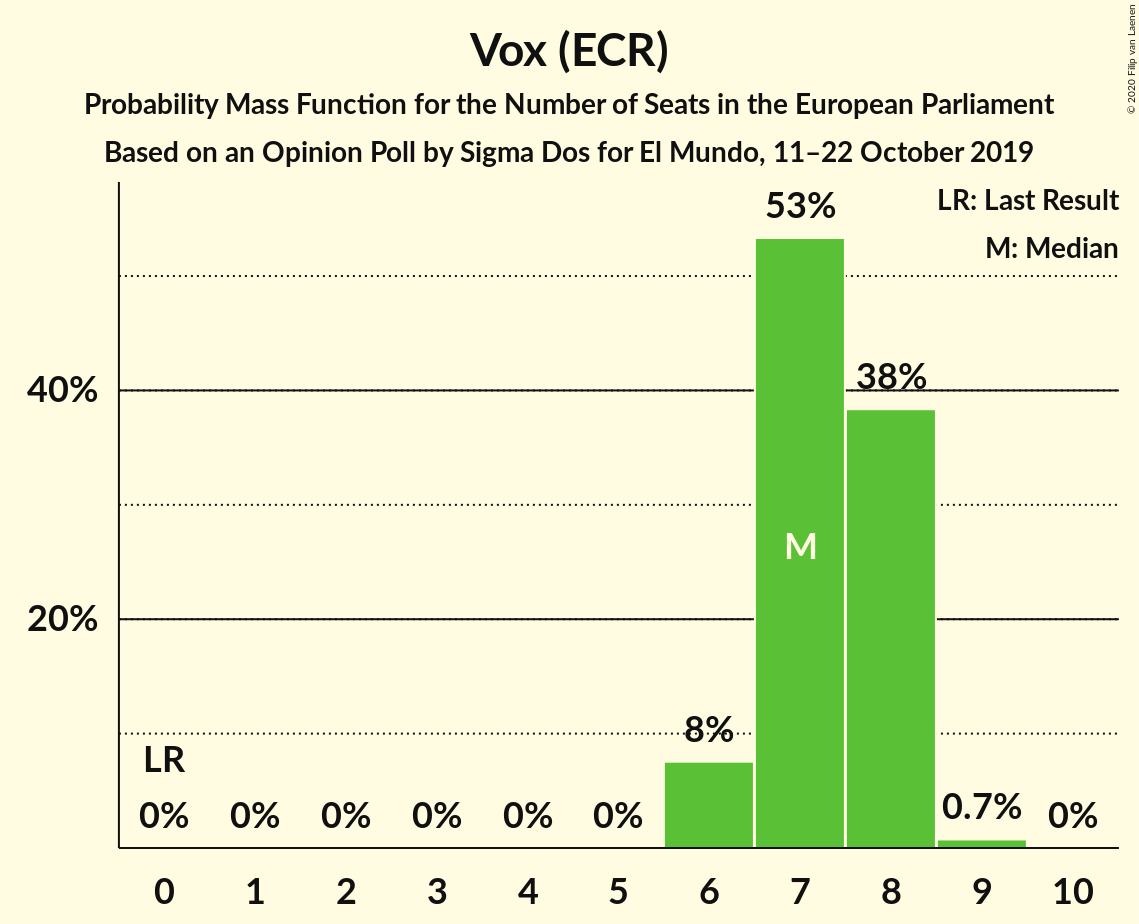 Vox (ECR)
Probability Mass Function for the Number of Seats in the European Parliament
Based on an Opinion Poll by Sigma Dos for El Mundo, 11–22 October 2019
© 2020 Filip van Laenen
LR: Last Result
M: Median
53%
38%
40%
M
20%
8%
LR
0% 0% 0% 0% 0% 0% 0.7% 0%
0 1 2 3 4 5 6 7 8 9 10